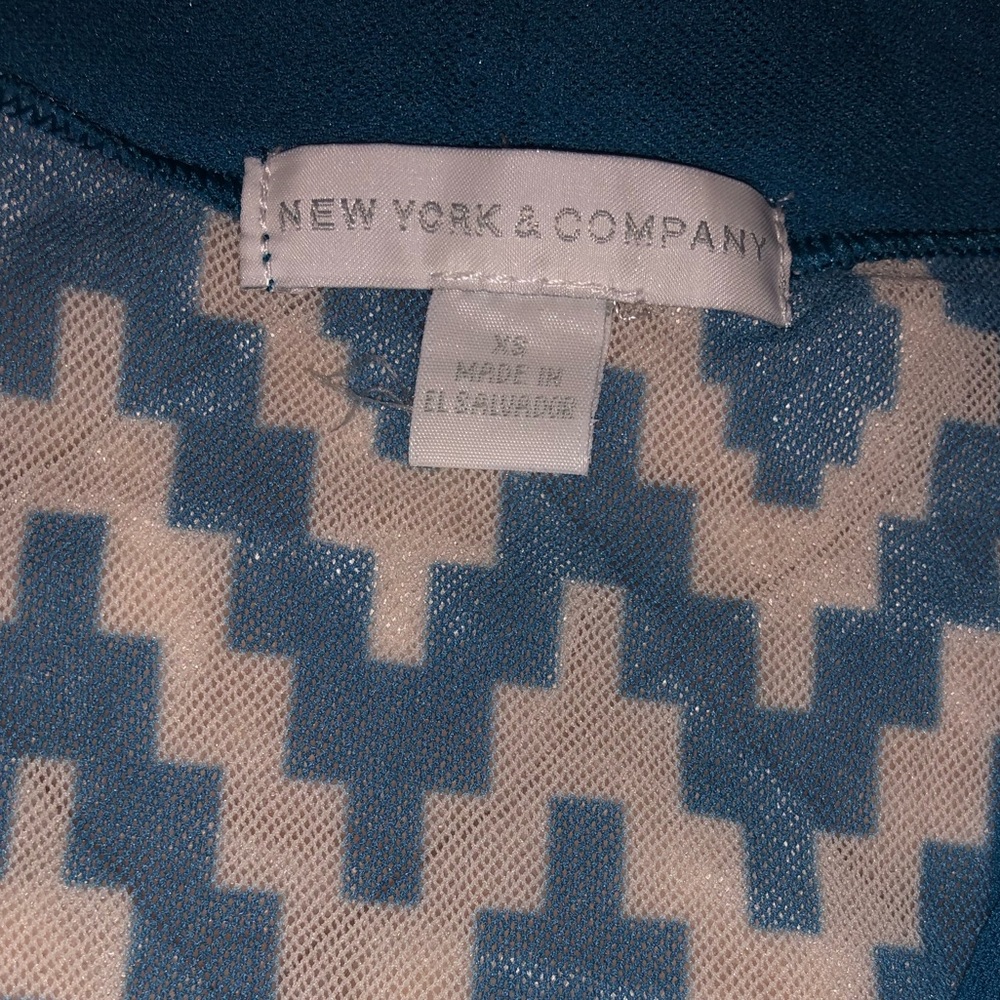 NEW YORK & COMPANY
XS
MADE IN
EL SALVADOR